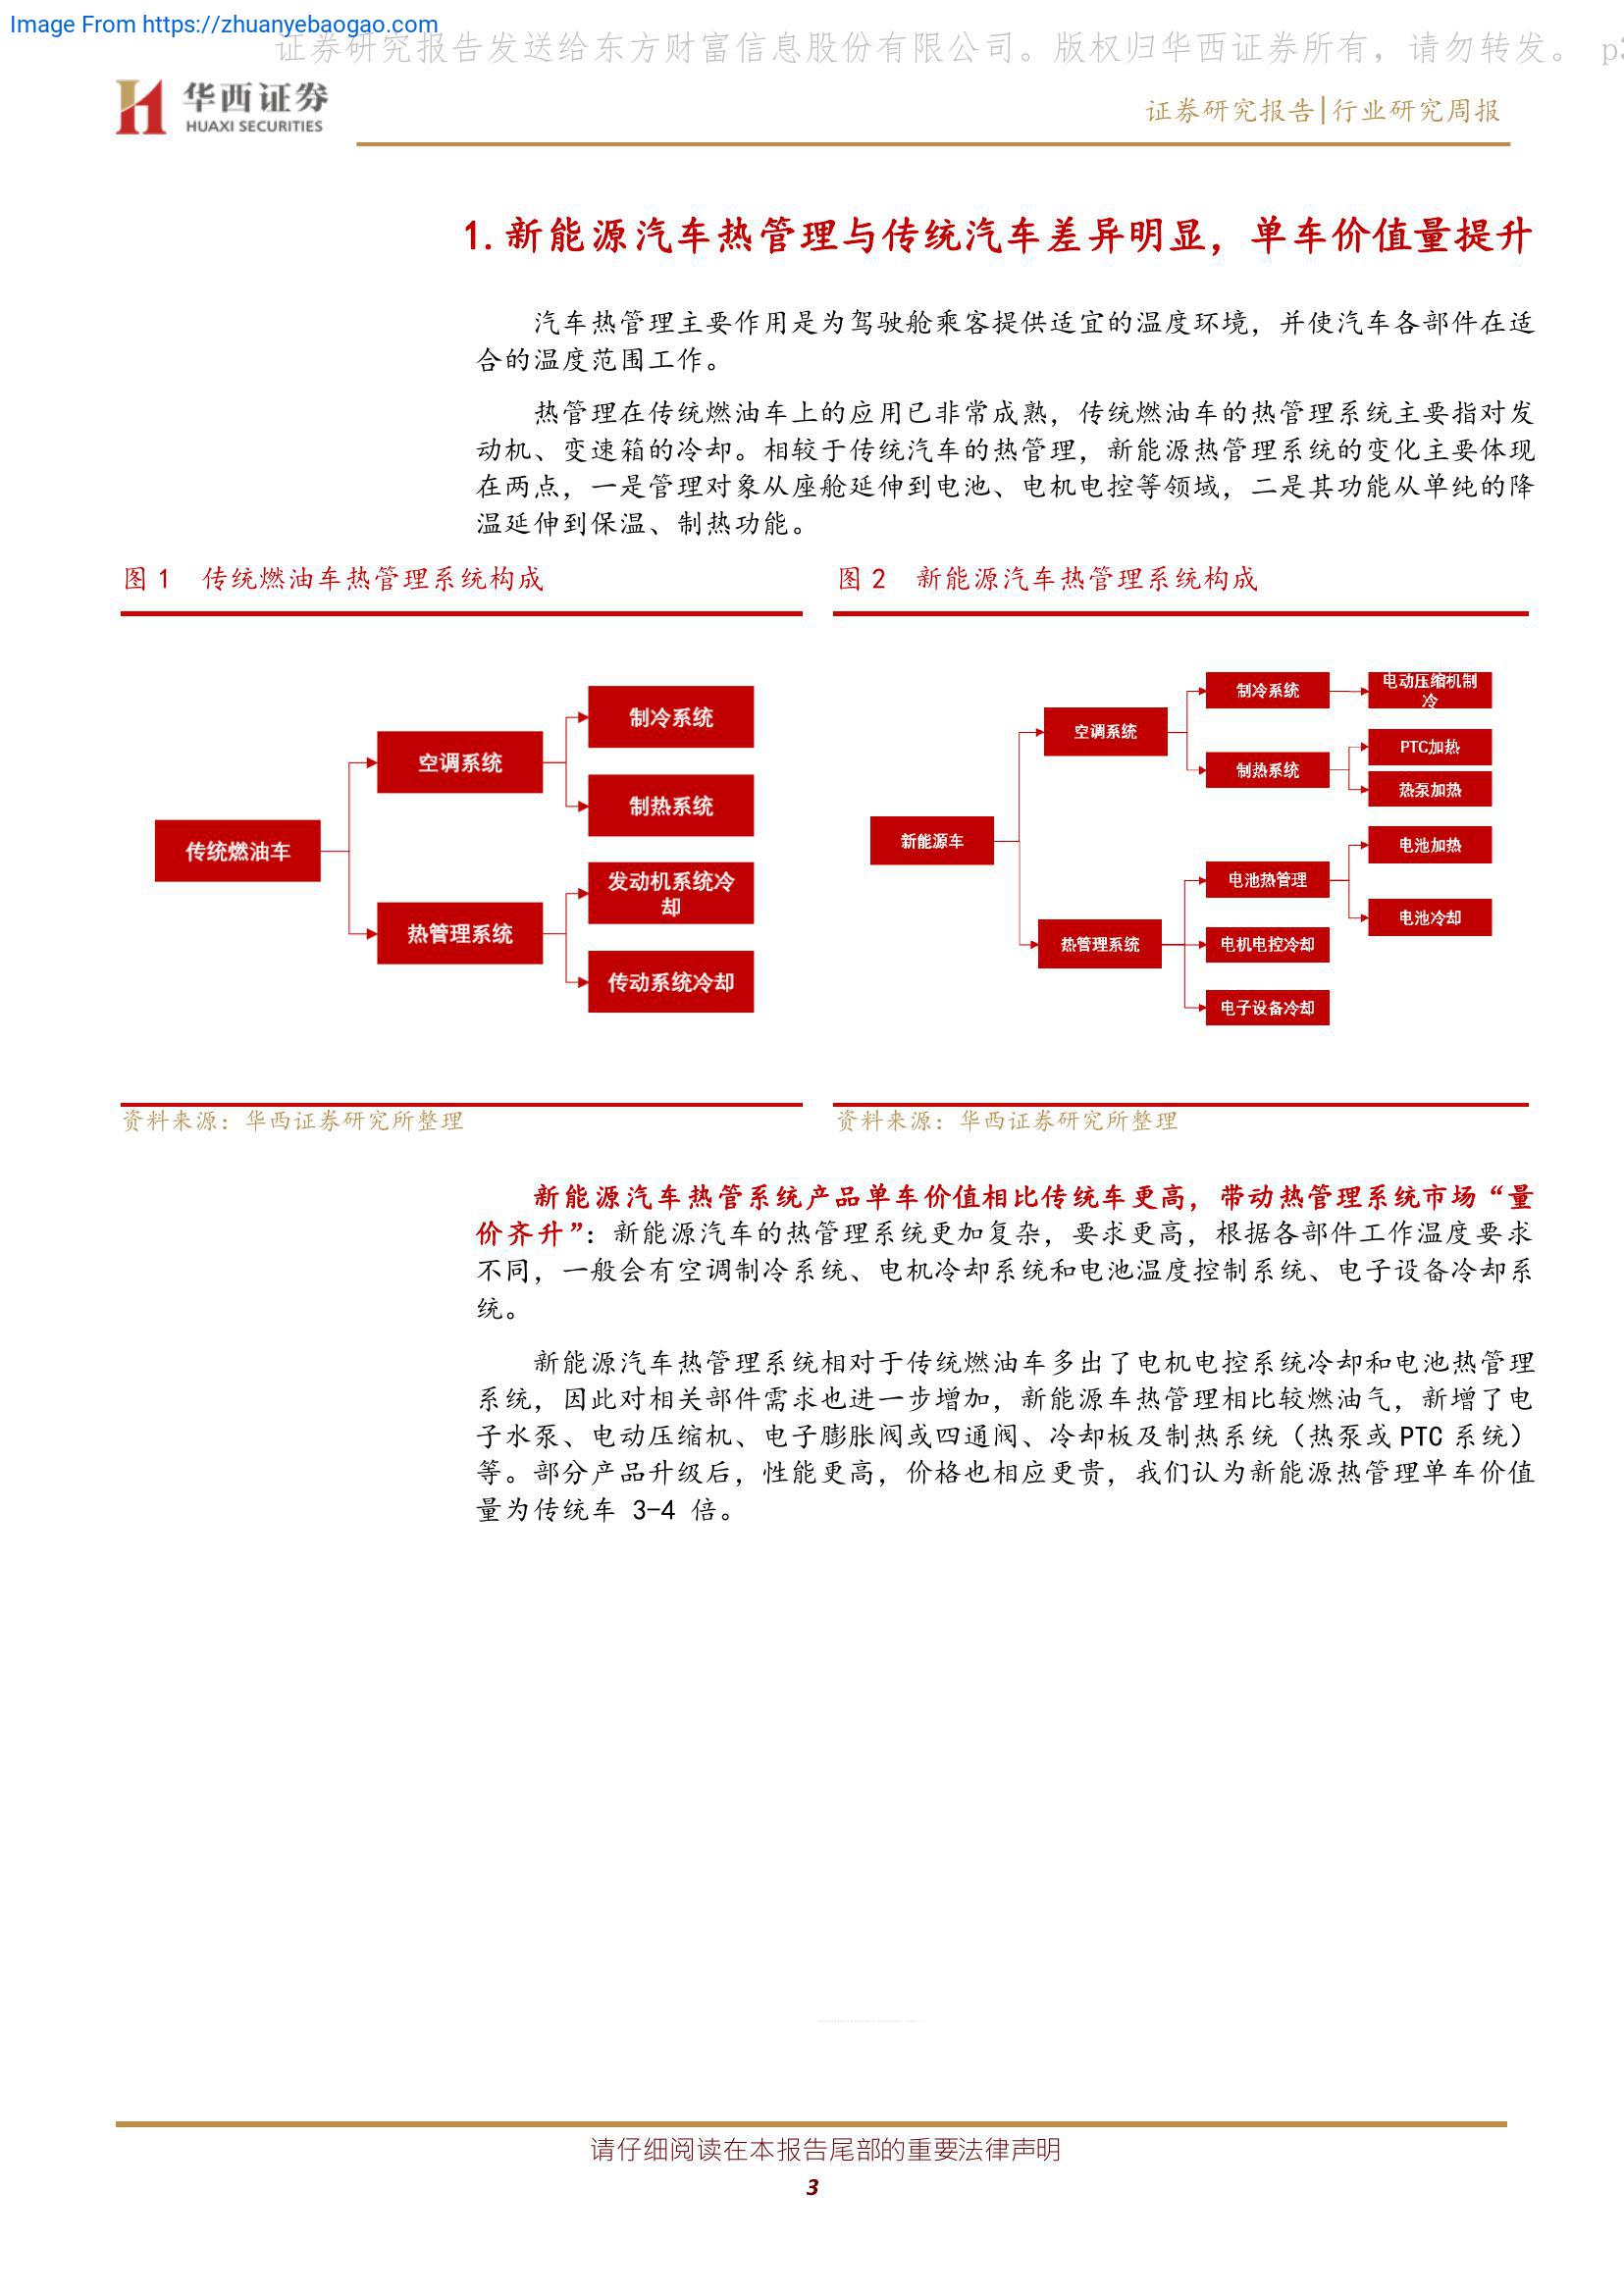 Image From https://zhuanyebaogao.com
证券研究报告发送给东方财富信息股份有限公司。版权归华西证券所有，请勿转发。 p3
华西证券
HUAXI SECURITIES
证券研究报告|行业研究周报
1.新能源汽车热管理与传统汽车差异明显，单车价值量提升
汽车热管理主要作用是为驾驶舱乘客提供适宜的温度环境，并使汽车各部件在适
合的温度范围工作。
热管理在传统燃油车上的应用已非常成熟，传统燃油车的热管理系统主要指对发
动机、变速箱的冷却。相较于传统汽车的热管理，新能源热管理系统的变化主要体现
在两点，一是管理对象从座舱延伸到电池、电机电控等领域，二是其功能从单纯的降
温延伸到保温、制热功能。
图 1 传统燃油车热管理系统构成
传统燃油车
空调系统
热管理系统
制冷系统
制热系统
发动机系统冷
却
传动系统冷却
资料来源：华西证券研究所整理
图 2 新能源汽车热管理系统构成
新能源车
空调系统
热管理系统
制冷系统
制热系统
电池热管理
电机电控冷却
电子设备冷却
电动压缩机制
冷
PTC加热
热泵加热
电池加热
电池冷却
资料来源：华西证券研究所整理
新能源汽车热管系统产品单车价值相比传统车更高，带动热管理系统市场“量
价齐升”：新能源汽车的热管理系统更加复杂，要求更高，根据各部件工作温度要求
不同，一般会有空调制冷系统、电机冷却系统和电池温度控制系统、电子设备冷却系
统。
新能源汽车热管理系统相对于传统燃油车多出了电机电控系统冷却和电池热管理
系统，因此对相关部件需求也进一步增加，新能源车热管理相比较燃油气，新增了电
子水泵、电动压缩机、电子膨胀阀或四通阀、冷却板及制热系统（热泵或 PTC 系统）
等。部分产品升级后，性能更高，价格也相应更贵，我们认为新能源热管理单车价值
量为传统车 3-4 倍。
请仔细阅读在本报告尾部的重要法律声明
3